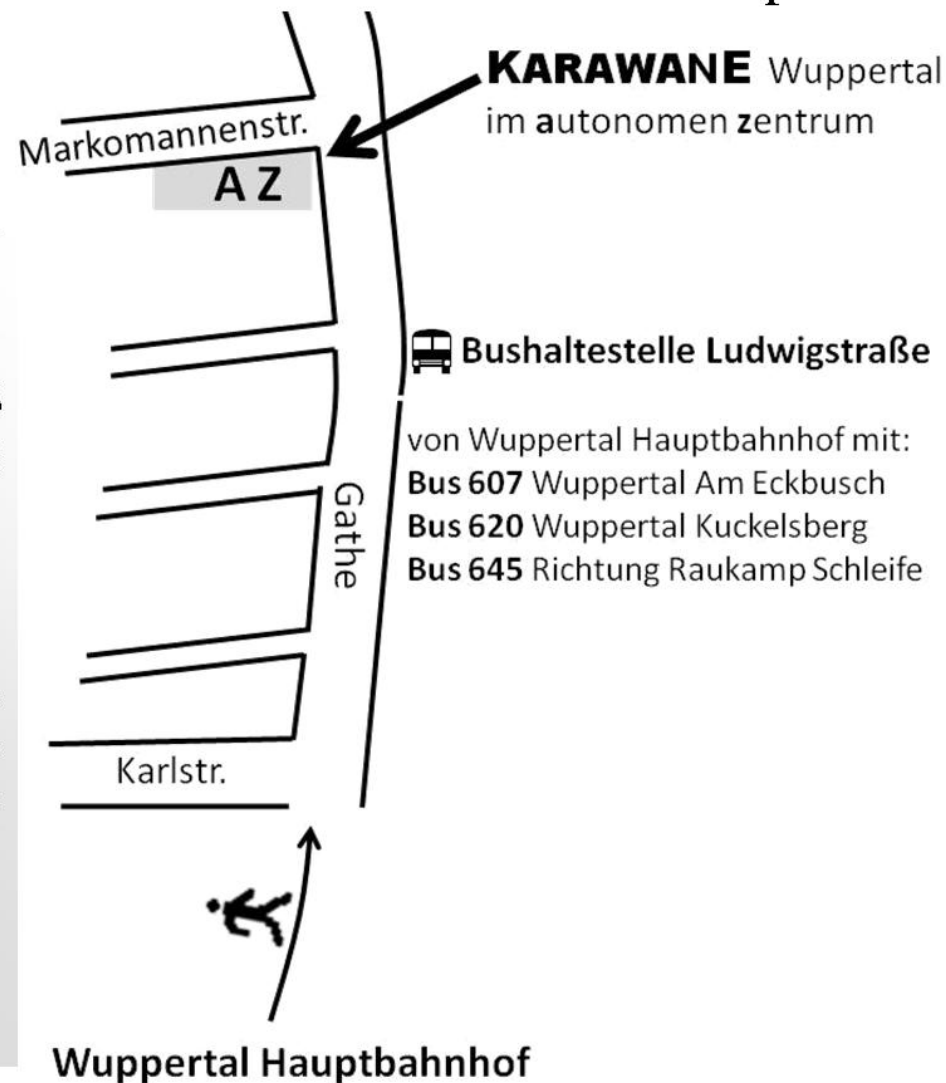 KARAWANE Wuppertal
im autonomen zentrum
Markomannenstr.
A Z
Bushaltestelle Ludwigstraße
von Wuppertal Hauptbahnhof mit:
Bus 607 Wuppertal Am Eckbusch
Bus 620 Wuppertal Kuckelsberg
Bus 645 Richtung Raukamp Schleife
Gathe
Karlstr.
Wuppertal Hauptbahnhof